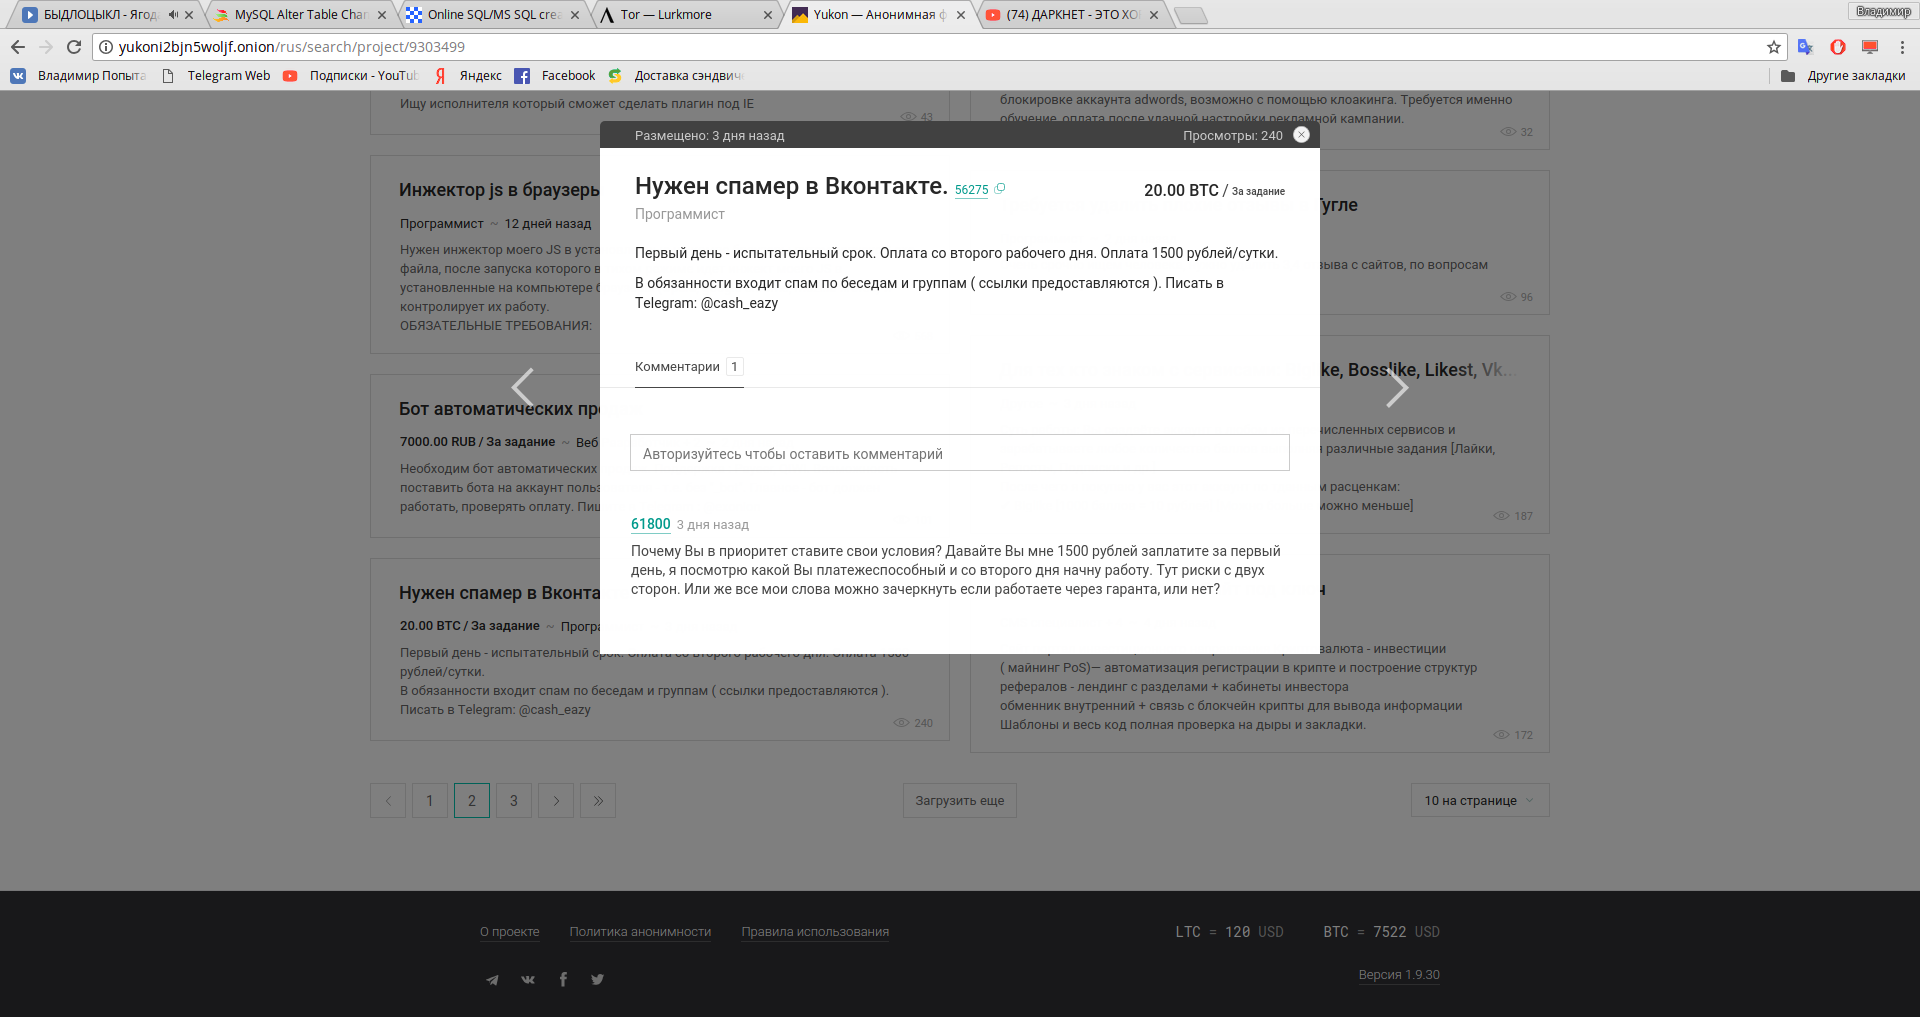 БЫДЛОЦЫКЛ - Ягод
MySQL Alter Table Chan
Online SQL/MS SQL crea
Tor — Lurkmore
Yukon — Анонимная ф
(74) ДАРКНЕТ - ЭТО ХО
Владимир
yukoni2bjn5woljf.onion/rus/search/project/9303499
Владимир Попыта
Telegram Web
Подписки - YouTub
Яндекс
Facebook
Доставка сэндвич
Другие закладки
Ищу исполнителя который сможет сделать плагин под IE
43
блокировке аккаунта adwords, возможно с помощью клоакинга. Требуется именно
обучение, оплата после удачной настройки рекламной кампании.
32
Размещено: 3 дня назад
Просмотры: 240
Нужен спамер в Вконтакте. 56275
20.00 BTC / За задание
Программист
Первый день - испытательный срок. Оплата со второго рабочего дня. Оплата 1500 рублей/сутки.
В обязанности входит спам по беседам и группам ( ссылки предоставляются ). Писать в
Telegram: @cash_eazy
Комментарии 1
Авторизуйтесь чтобы оставить комментарий
61800 3 дня назад
Почему Вы в приоритет ставите свои условия? Давайте Вы мне 1500 рублей заплатите за первый
день, я посмотрю какой Вы платежеспособный и со второго дня начну работу. Тут риски с двух
сторон. Или же все мои слова можно зачеркнуть если работаете через гаранта, или нет?
Инжектор js в браузеры
Программист ~ 12 дней назад
Нужен инжектор моего JS в уста
файла, после запуска которого в
установленные на компьютере б
контролирует их работу.
ОБЯЗАТЕЛЬНЫЕ ТРЕБОВАНИЯ:
Гугле
зыва с сайтов, по вопросам
96
Бот автоматических пр
7000.00 RUB / За задание ~ Веб
Необходим бот автоматических
поставить бота на аккаунт польз
работать, проверять оплату. Пиш
ke, Bosslike, Likest, Vk...
численных сервисов и
я различные задания [Лайки,
м расценкам:
можно меньше]
187
Нужен спамер в Вконта
20.00 BTC / За задание ~ Програ
Первый день - испытательный срок. Оплата со второго рабочего дня. Оплата 1500
рублей/сутки.
В обязанности входит спам по беседам и группам ( ссылки предоставляются ).
Писать в Telegram: @cash_eazy
240
валюта - инвестиции
( майнинг PoS)— автоматизация регистрации в крипте и построение структур
рефералов - лендинг с разделами + кабинеты инвестора
обменник внутренний + связь с блокчейн крипты для вывода информации
Шаблоны и весь код полная проверка на дыры и закладки.
172
1 2 3
Загрузить еще
10 на странице
О проекте
Политика анонимности
Правила использования
LTC = 120 USD
BTC = 7522 USD
Версия 1.9.30